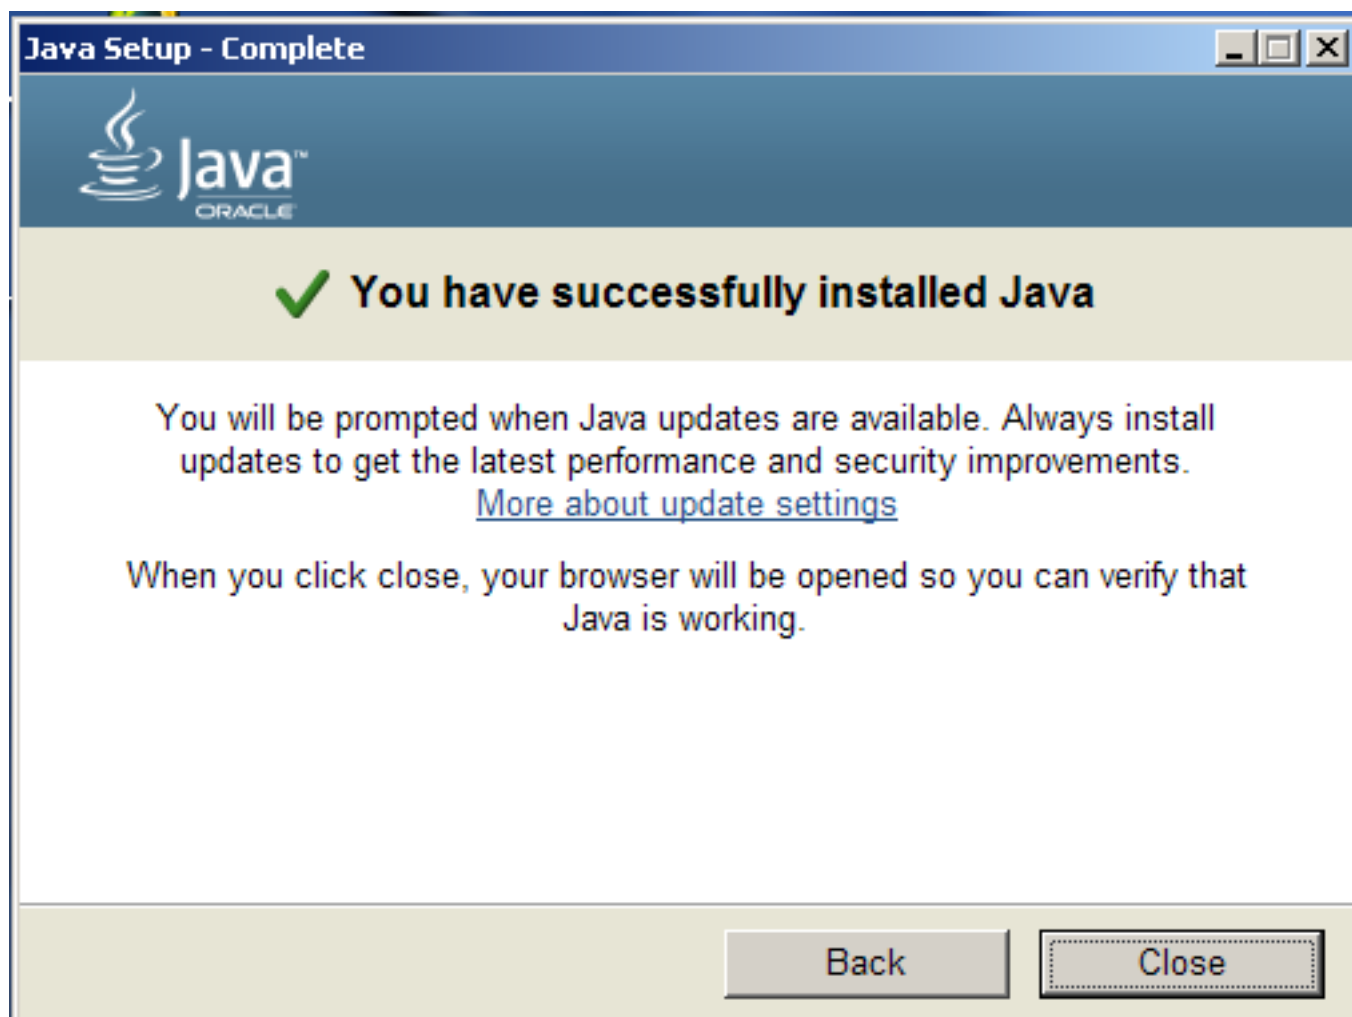 Java Setup - Complete
Java™
ORACLE
You have successfully installed Java
You will be prompted when Java updates are available. Always install
updates to get the latest performance and security improvements.
More about update settings
When you click close, your browser will be opened so you can verify that
Java is working.
Back
Close